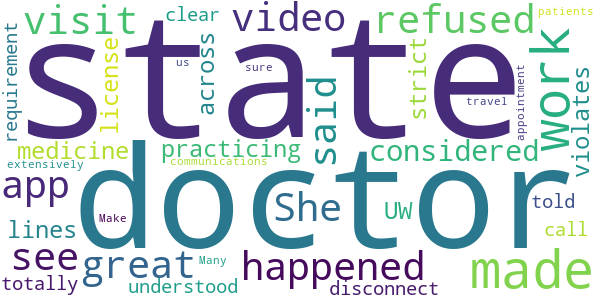 visit clear video refused patients
state
requirement license across us sure said strict travel appointment work violates
medicine practicing considered
extensively communications
app doctor She UW told
lines Make call
see great Many happened made
totally understood disconnect